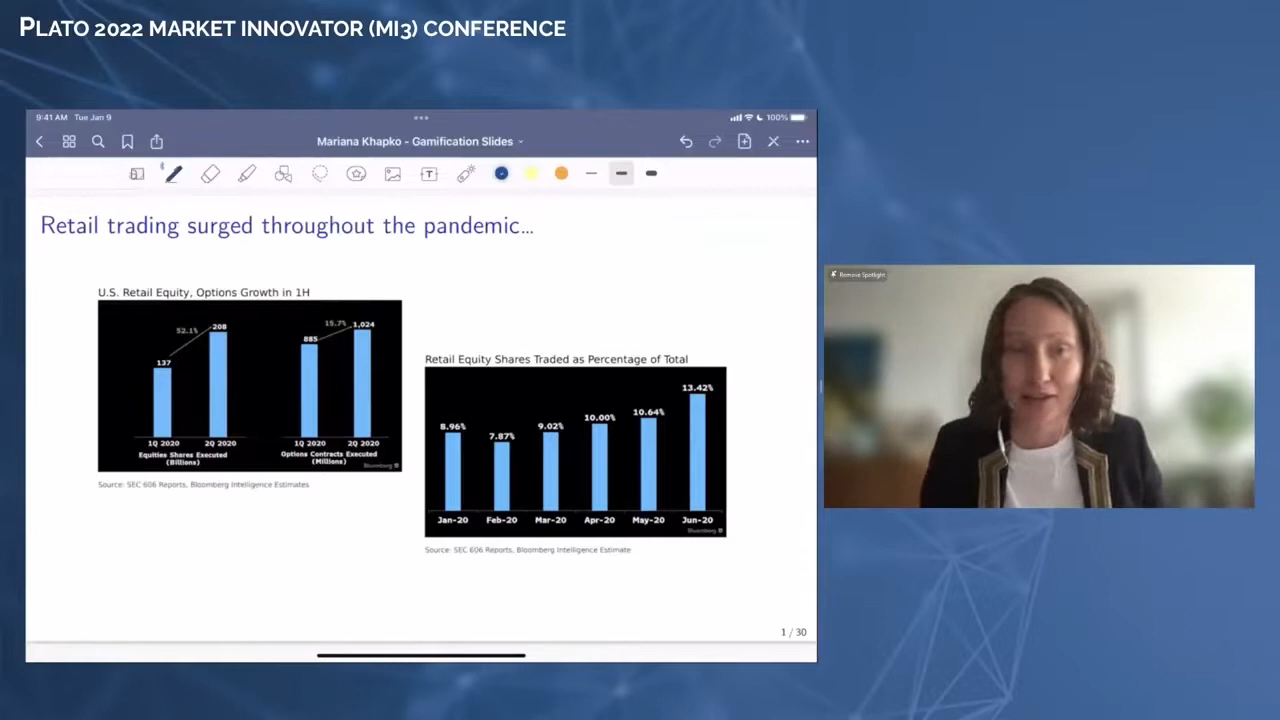 PLATO 2022 MARKET INNOVATOR (MI3) CONFERENCE
9:41 AM Tue Jan 9
100%
Mariana Khapko - Gamification Slides
T
Retail trading surged throughout the pandemic...
U.S. Retail Equity, Options Growth in 1H
52.1%
208
137
15.7%
1,024
885
1Q 2020
2Q 2020
1Q 2020
2Q 2020
Equities Shares Executed
(Billions)
Options Contracts Executed
(Millions)
Bloomberg
Source: SEC 606 Reports, Bloomberg Intelligence Estimates
Retail Equity Shares Traded as Percentage of Total
8.96%
7.87%
9.02%
10.00%
10.64%
13.42%
Jan-20
Feb-20
Mar-20
Apr-20
May-20
Jun-20
Bloomberg
Source: SEC 606 Reports, Bloomberg Intelligence Estimate
1 / 30
Remove Spotlight